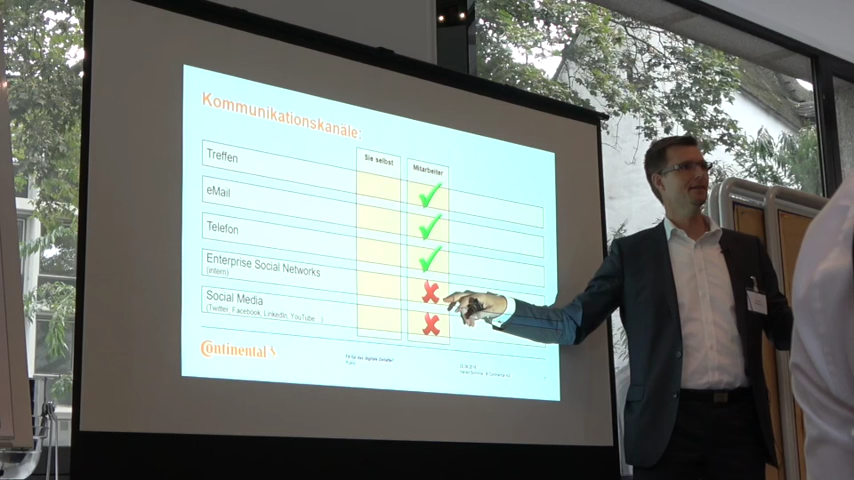 Kommunikationskanäle:
Sie selbst
Mitarbeiter
Treffen
eMail
Telefon
Enterprise Social Networks
(intern)
Social Media
(Twitter, Facebook, LinkedIn, YouTube ...)
Continental